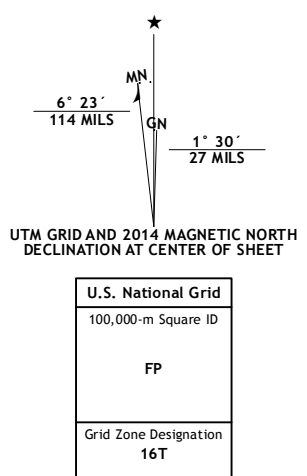 ★
MN
6° 23´
114 MILS
GN
1° 30´
27 MILS
UTM GRID AND 2014 MAGNETIC NORTH
DECLINATION AT CENTER OF SHEET
U.S. National Grid
100,000-m Square ID
FP
Grid Zone Designation
16T